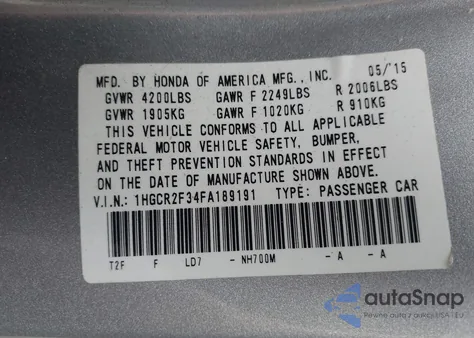 MFD. BY HONDA OF AMERICA MFG., INC. 05/'15
GVWR 4200LBS GAWR F 2249LBS R 2006LBS
GVWR 1905KG GAWR F 1020KG R 910KG
THIS VEHICLE CONFORMS TO ALL APPLICABLE
FEDERAL MOTOR VEHICLE SAFETY, BUMPER,
AND THEFT PREVENTION STANDARDS IN EFFECT
ON THE DATE OF MANUFACTURE SHOWN ABOVE.
V.I.N.: 1HGCR2F34FA189191 TYPE: PASSENGER CAR
T2F F LD7 - NH700M - A - A
autoSnap
Pewne auto z